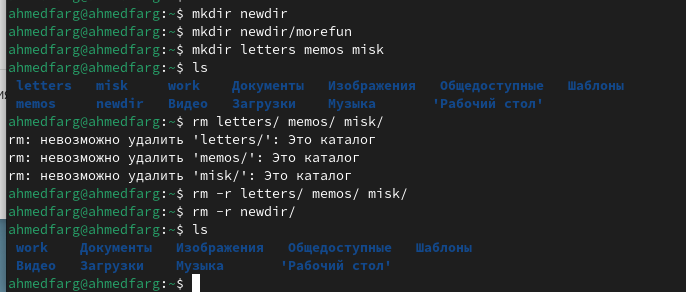 ahmedfarg@ahmedfarg:~$ mkdir newdir
ahmedfarg@ahmedfarg:~$ mkdir newdir/morefun
ahmedfarg@ahmedfarg:~$ mkdir letters memos misk
ahmedfarg@ahmedfarg:~$ ls
letters misk work Документы Изображения Общедоступные Шаблоны
memos newdir Видео Загрузки Музыка 'Рабочий стол'
ahmedfarg@ahmedfarg:~$ rm letters/ memos/ misk/
rm: невозможно удалить 'letters/': Это каталог
rm: невозможно удалить 'memos/': Это каталог
rm: невозможно удалить 'misk/': Это каталог
ahmedfarg@ahmedfarg:~$ rm -r letters/ memos/ misk/
ahmedfarg@ahmedfarg:~$ rm -r newdir/
ahmedfarg@ahmedfarg:~$ ls
work Документы Изображения Общедоступные Шаблоны
Видео Загрузки Музыка 'Рабочий стол'
ahmedfarg@ahmedfarg:~$